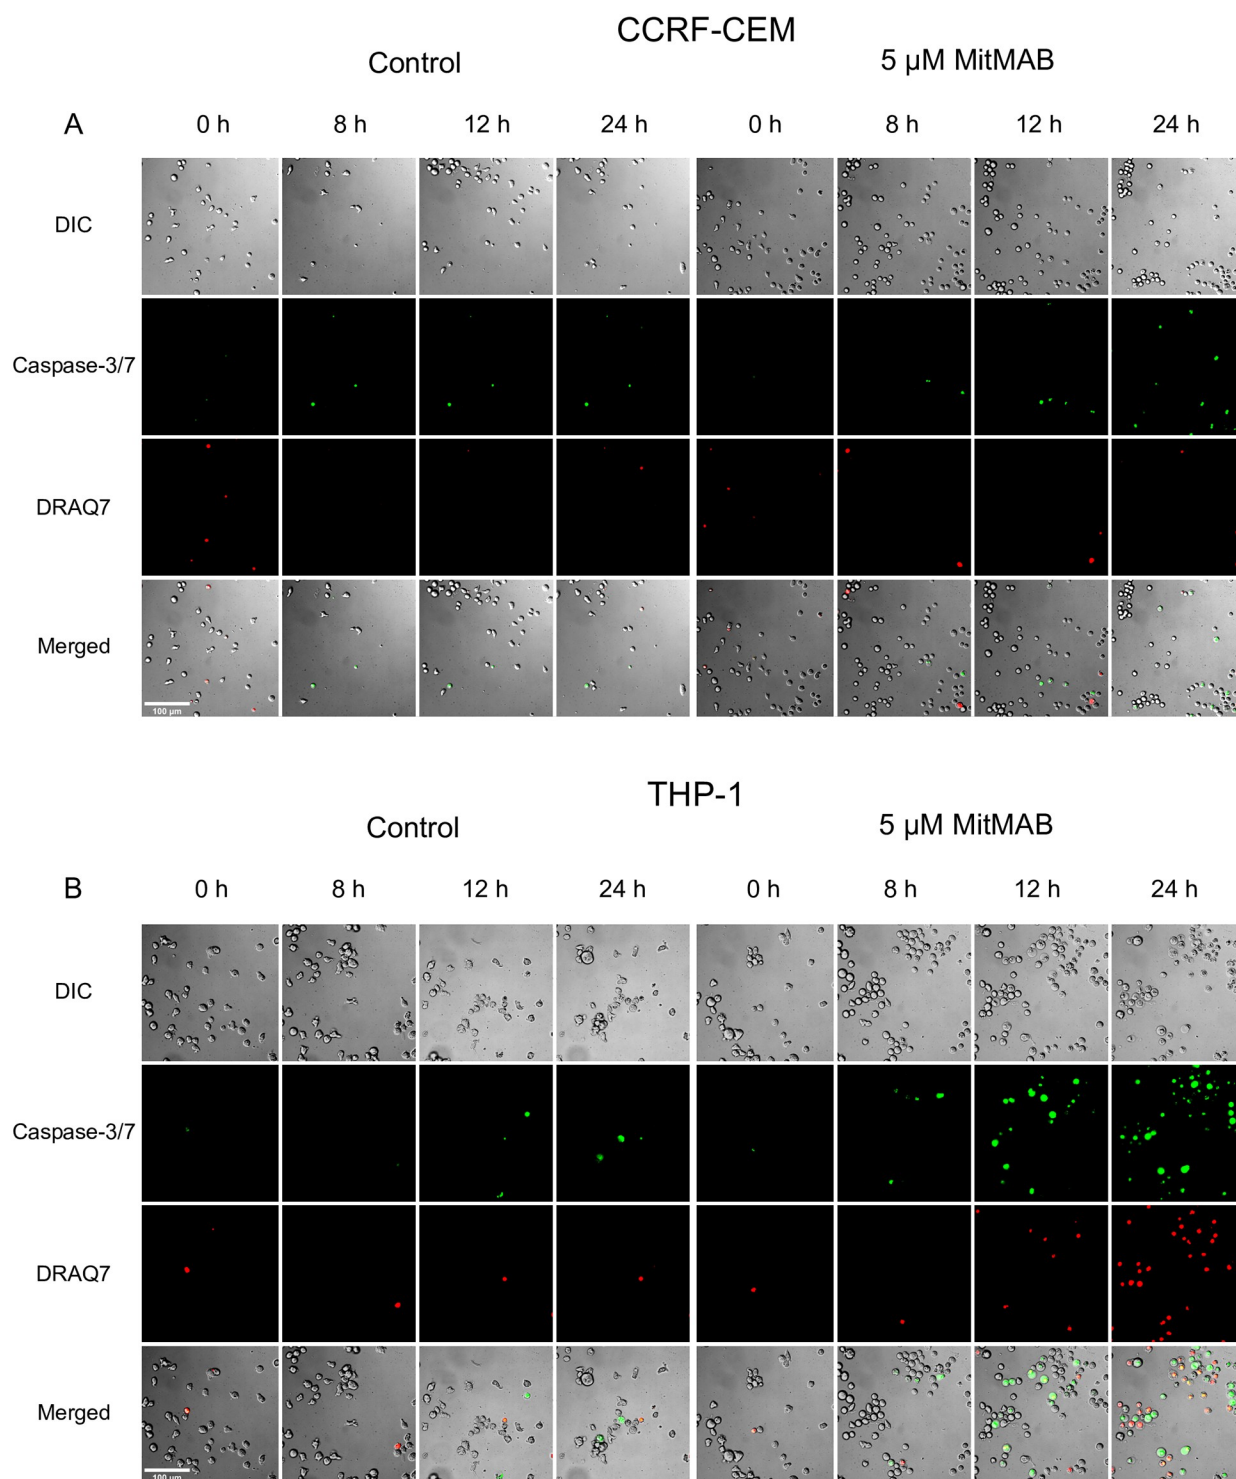 CCRF-CEM
Control 5 µM MitMAB
A 0 h 8 h 12 h 24 h 0 h 8 h 12 h 24 h
DIC
Caspase-3/7
DRAQ7
Merged
100 µm
THP-1
Control 5 µM MitMAB
B 0 h 8 h 12 h 24 h 0 h 8 h 12 h 24 h
DIC
Caspase-3/7
DRAQ7
Merged
100 µm